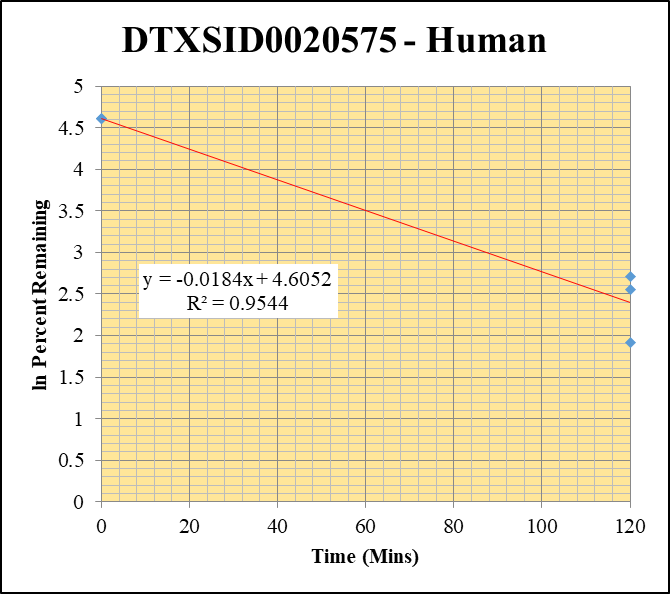 DTXSID0020575 - Human
5
4.5
4
3.5
3
2.5
2
1.5
1
0.5
0
ln Percent Remaining
y = -0.0184x + 4.6052
R² = 0.9544
0 20 40 60 80 100 120
Time (Mins)